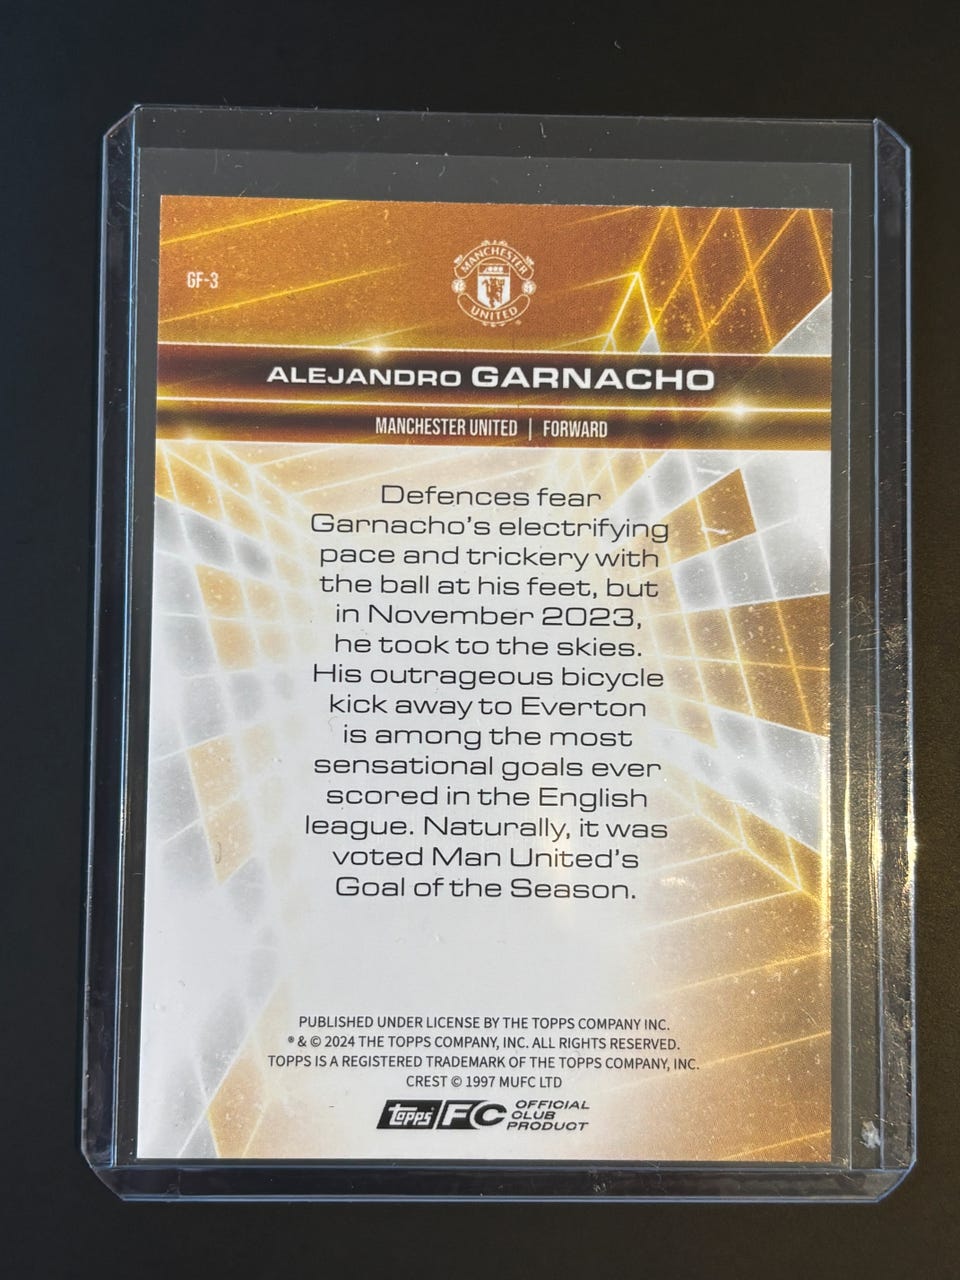 GF-3
MANCHESTER
UNITED
ALEJANDRO GARNACHO
MANCHESTER UNITED | FORWARD
Defences fear
Garnacho's electrifying
pace and trickery with
the ball at his feet, but
in November 2023,
he took to the skies.
His outrageous bicycle
kick away to Everton
is among the most
sensational goals ever
scored in the English
league. Naturally, it was
voted Man United's
Goal of the Season.
PUBLISHED UNDER LICENSE BY THE TOPPS COMPANY INC.
® & © 2024 THE TOPPS COMPANY, INC. ALL RIGHTS RESERVED.
TOPPS IS A REGISTERED TRADEMARK OF THE TOPPS COMPANY, INC.
CREST © 1997 MUFC LTD
Topps FC OFFICIAL
CLUB
PRODUCT